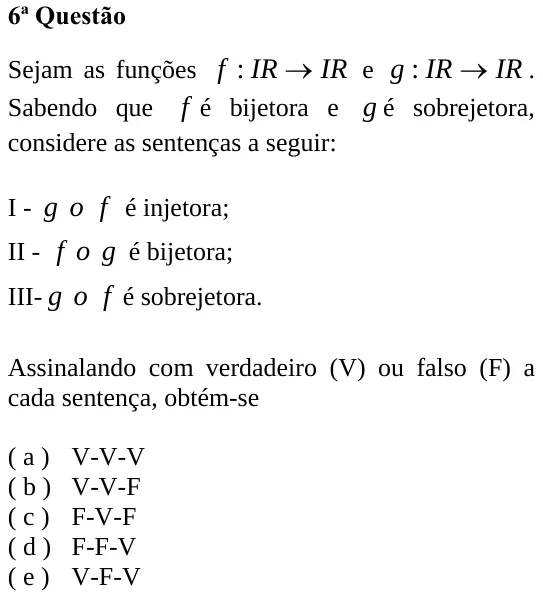 6ª Questão
Sejam as funções f : IR → IR e g : IR → IR .
Sabendo que f é bijetora e g é sobrejetora,
considere as sentenças a seguir:
I - g o f é injetora;
II - f o g é bijetora;
III- g o f é sobrejetora.
Assinalando com verdadeiro (V) ou falso (F) a
cada sentença, obtém-se
( a ) V-V-V
( b ) V-V-F
( c ) F-V-F
( d ) F-F-V
( e ) V-F-V